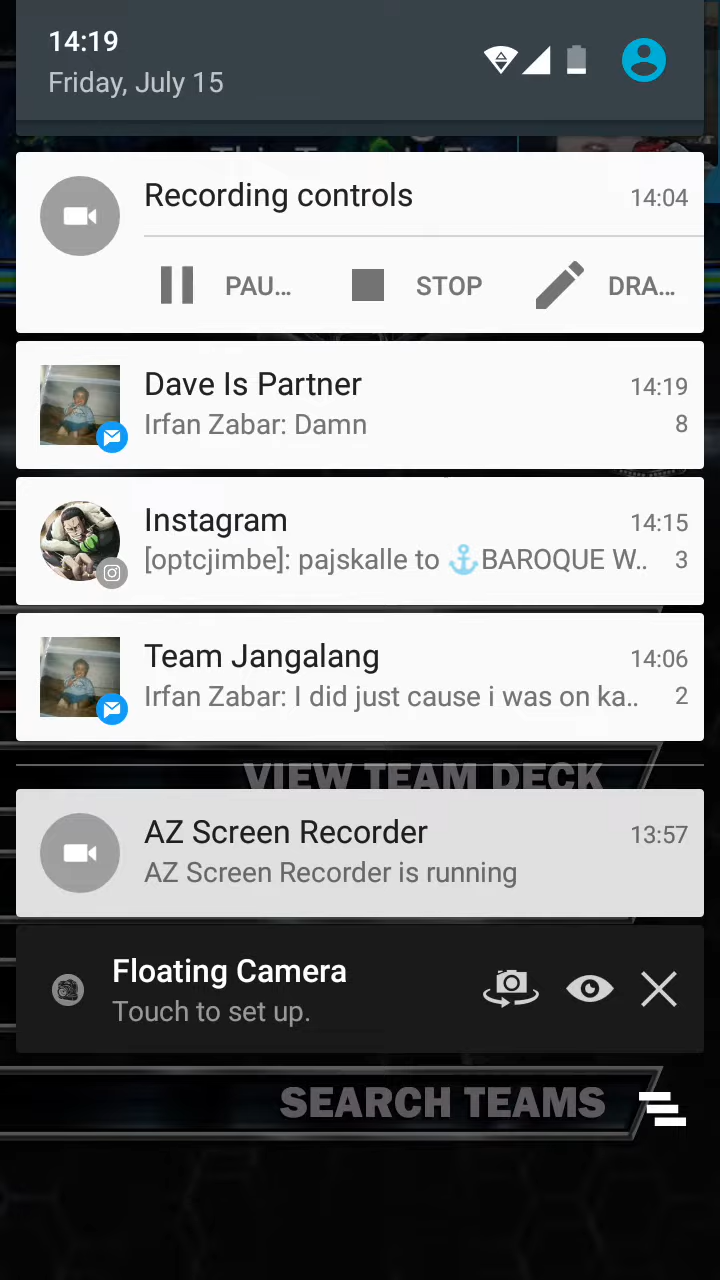 14:19
Friday, July 15
Recording controls 14:04
PAU... STOP DRA...
Dave Is Partner 14:19
Irfan Zabar: Damn 8
Instagram 14:15
[optcjimbe]: pajskalle to ⚓BAROQUE W.. 3
Team Jangalang 14:06
Irfan Zabar: I did just cause i was on ka.. 2
VIEW TEAM DECK
AZ Screen Recorder 13:57
AZ Screen Recorder is running
Floating Camera
Touch to set up.
SEARCH TEAMS